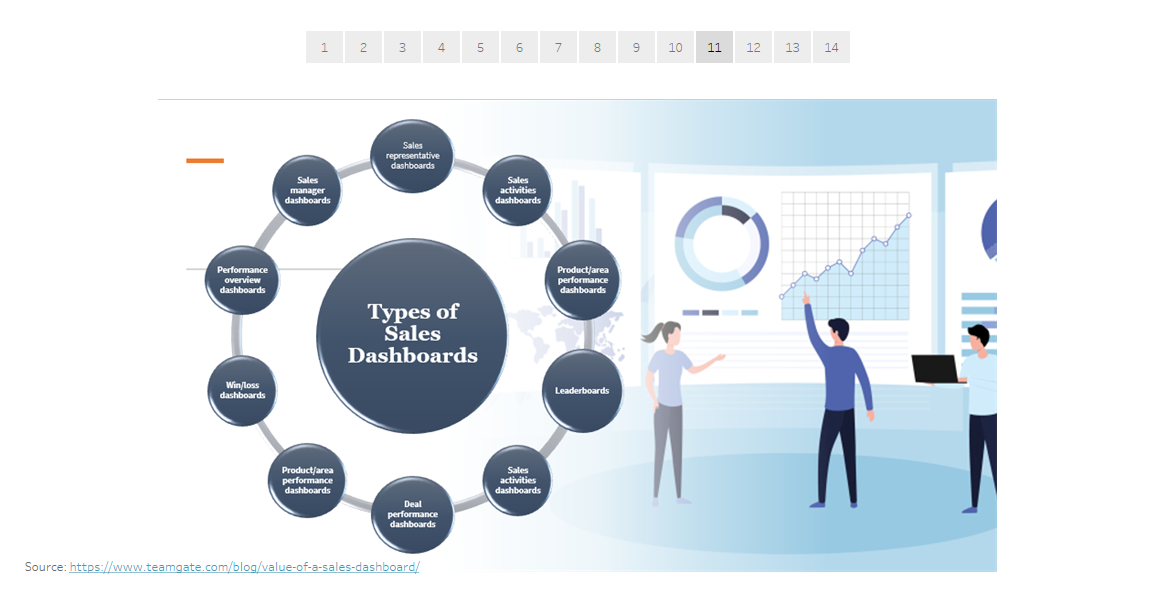 1 2 3 4 5 6 7 8 9 10 11 12 13 14
Sales
representative
dashboards
Sales
activities
dashboards
Product/area
performance
dashboards
Leaderboards
Sales
activities
dashboards
Deal
performance
dashboards
Product/area
performance
dashboards
Win/loss
dashboards
Performance
overview
dashboards
Sales
manager
dashboards
Types of
Sales
Dashboards
Source: https://www.teamgate.com/blog/value-of-a-sales-dashboard/